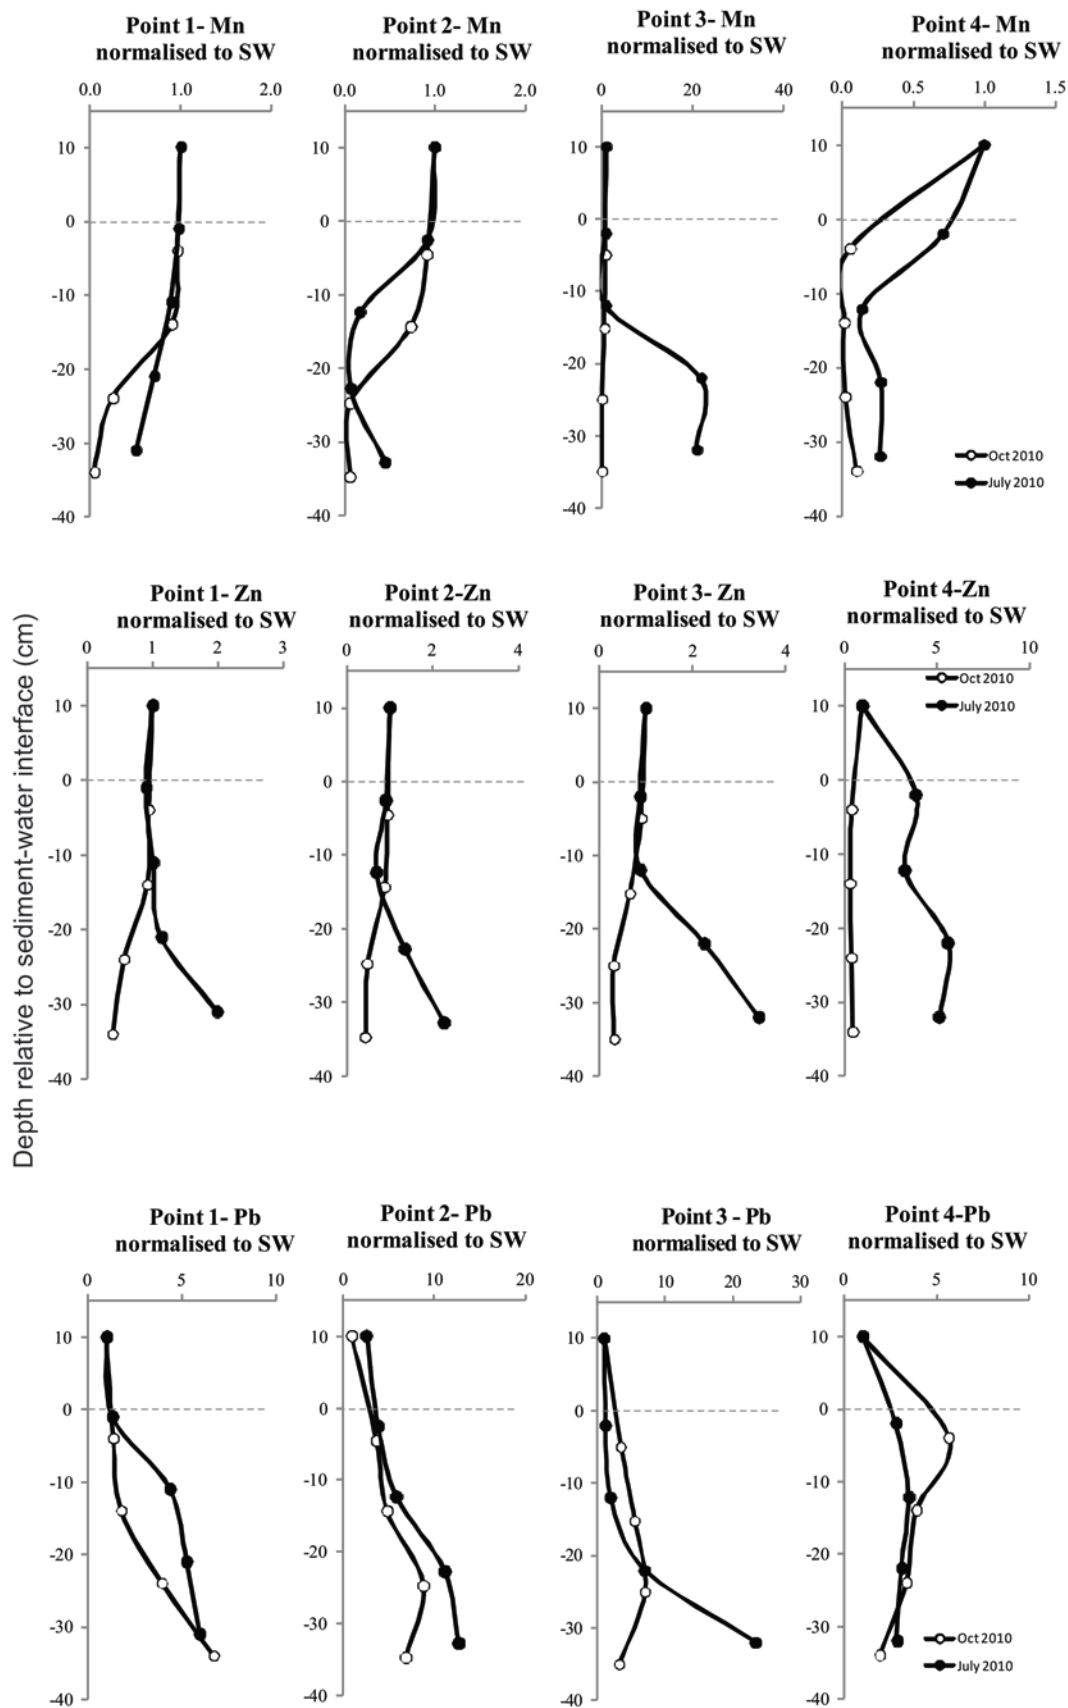 Point 1- Mn
normalised to SW
Point 2- Mn
normalised to SW
Point 3- Mn
normalised to SW
Point 4- Mn
normalised to SW
0.0 1.0 2.0
0.0 1.0 2.0
0 20 40
0.0 0.5 1.0 1.5
10
0
-10
-20
-30
-40
10
0
-10
-20
-30
-40
10
0
-10
-20
-30
-40
10
0
-10
-20
-30
-40
Oct 2010
July 2010
Depth relative to sediment-water interface (cm)
Point 1- Zn
normalised to SW
Point 2-Zn
normalised to SW
Point 3- Zn
normalised to SW
Point 4-Zn
normalised to SW
0 1 2 3
0 2 4
0 2 4
0 5 10
10
0
-10
-20
-30
-40
10
0
-10
-20
-30
-40
10
0
-10
-20
-30
-40
10
0
-10
-20
-30
-40
Oct 2010
July 2010
Point 1- Pb
normalised to SW
Point 2- Pb
normalised to SW
Point 3 - Pb
normalised to SW
Point 4-Pb
normalised to SW
0 5 10
0 10 20
0 10 20 30
0 5 10
10
0
-10
-20
-30
-40
10
0
-10
-20
-30
-40
10
0
-10
-20
-30
-40
10
0
-10
-20
-30
-40
Oct 2010
July 2010